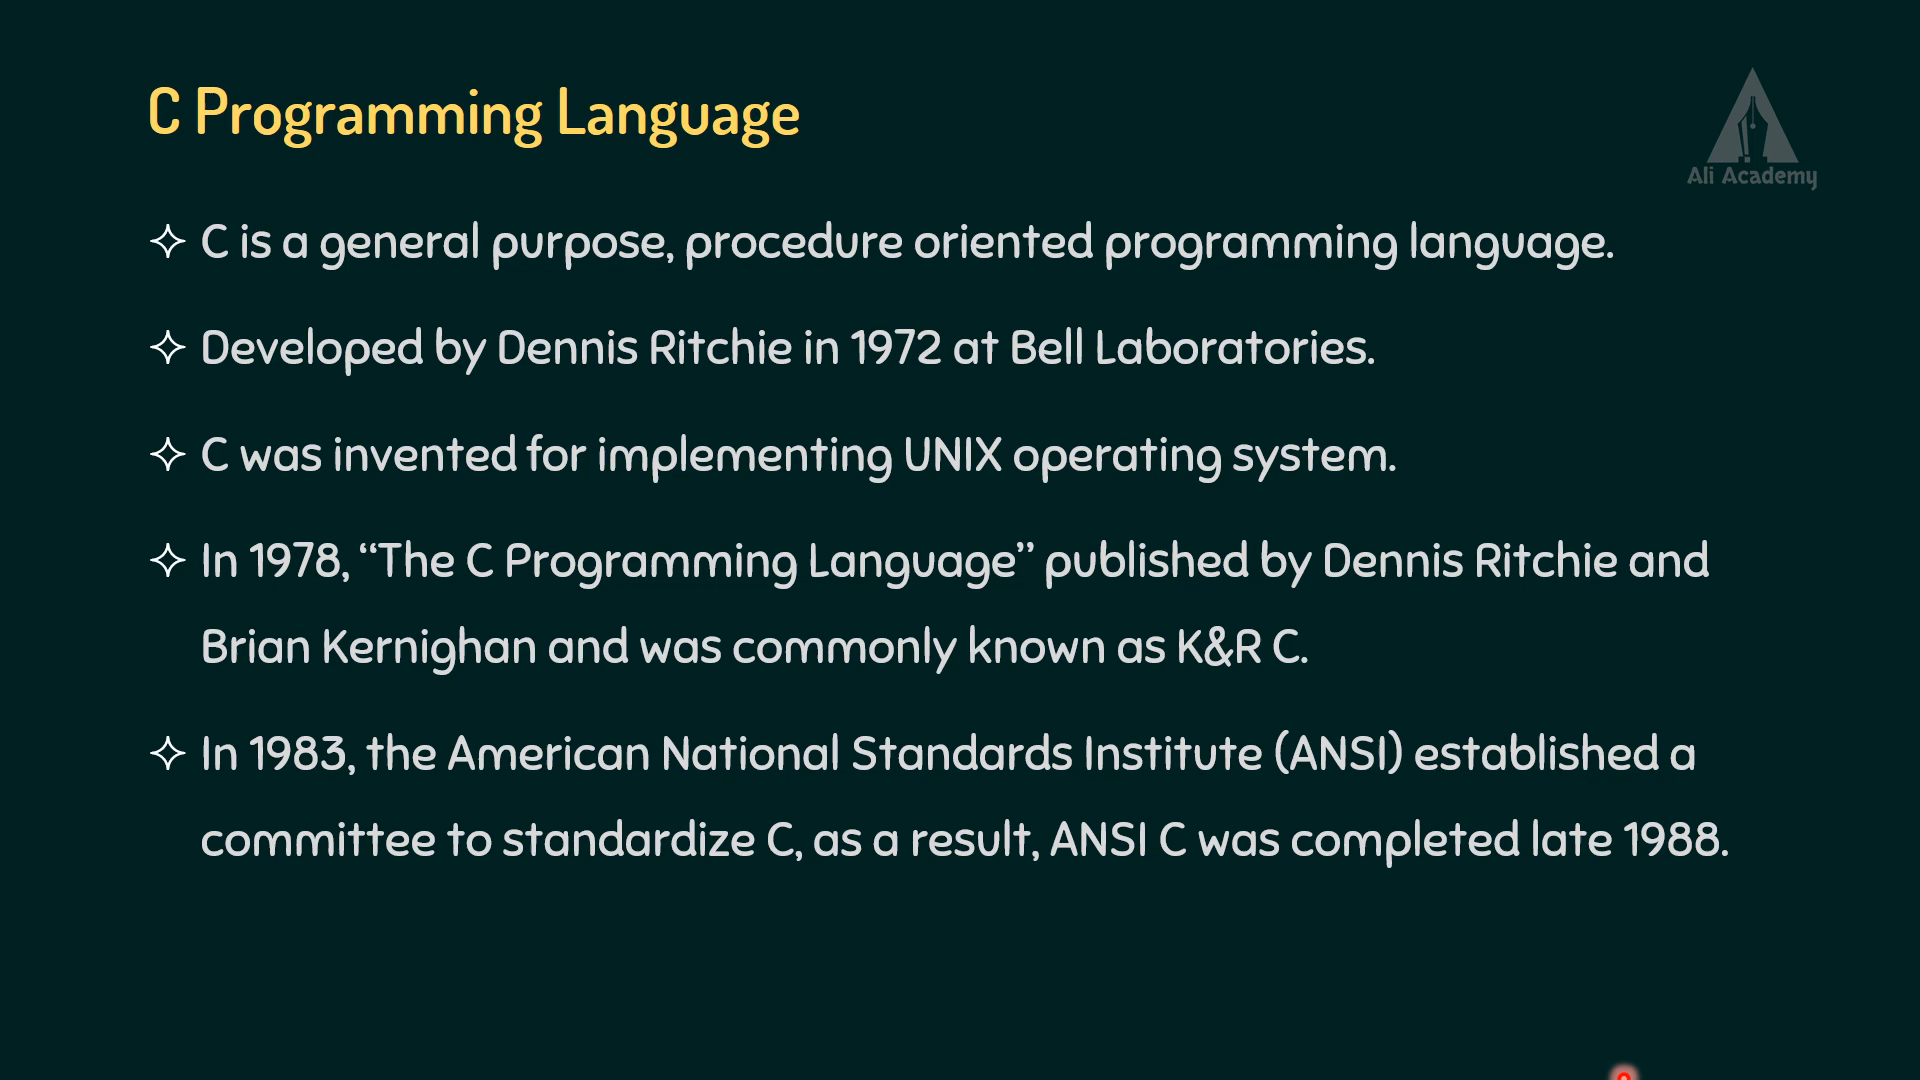 C Programming Language
Ali Academy
✧ C is a general purpose, procedure oriented programming language.
✧ Developed by Dennis Ritchie in 1972 at Bell Laboratories.
✧ C was invented for implementing UNIX operating system.
✧ In 1978, “The C Programming Language” published by Dennis Ritchie and
Brian Kernighan and was commonly known as K&R C.
✧ In 1983, the American National Standards Institute (ANSI) established a
committee to standardize C, as a result, ANSI C was completed late 1988.